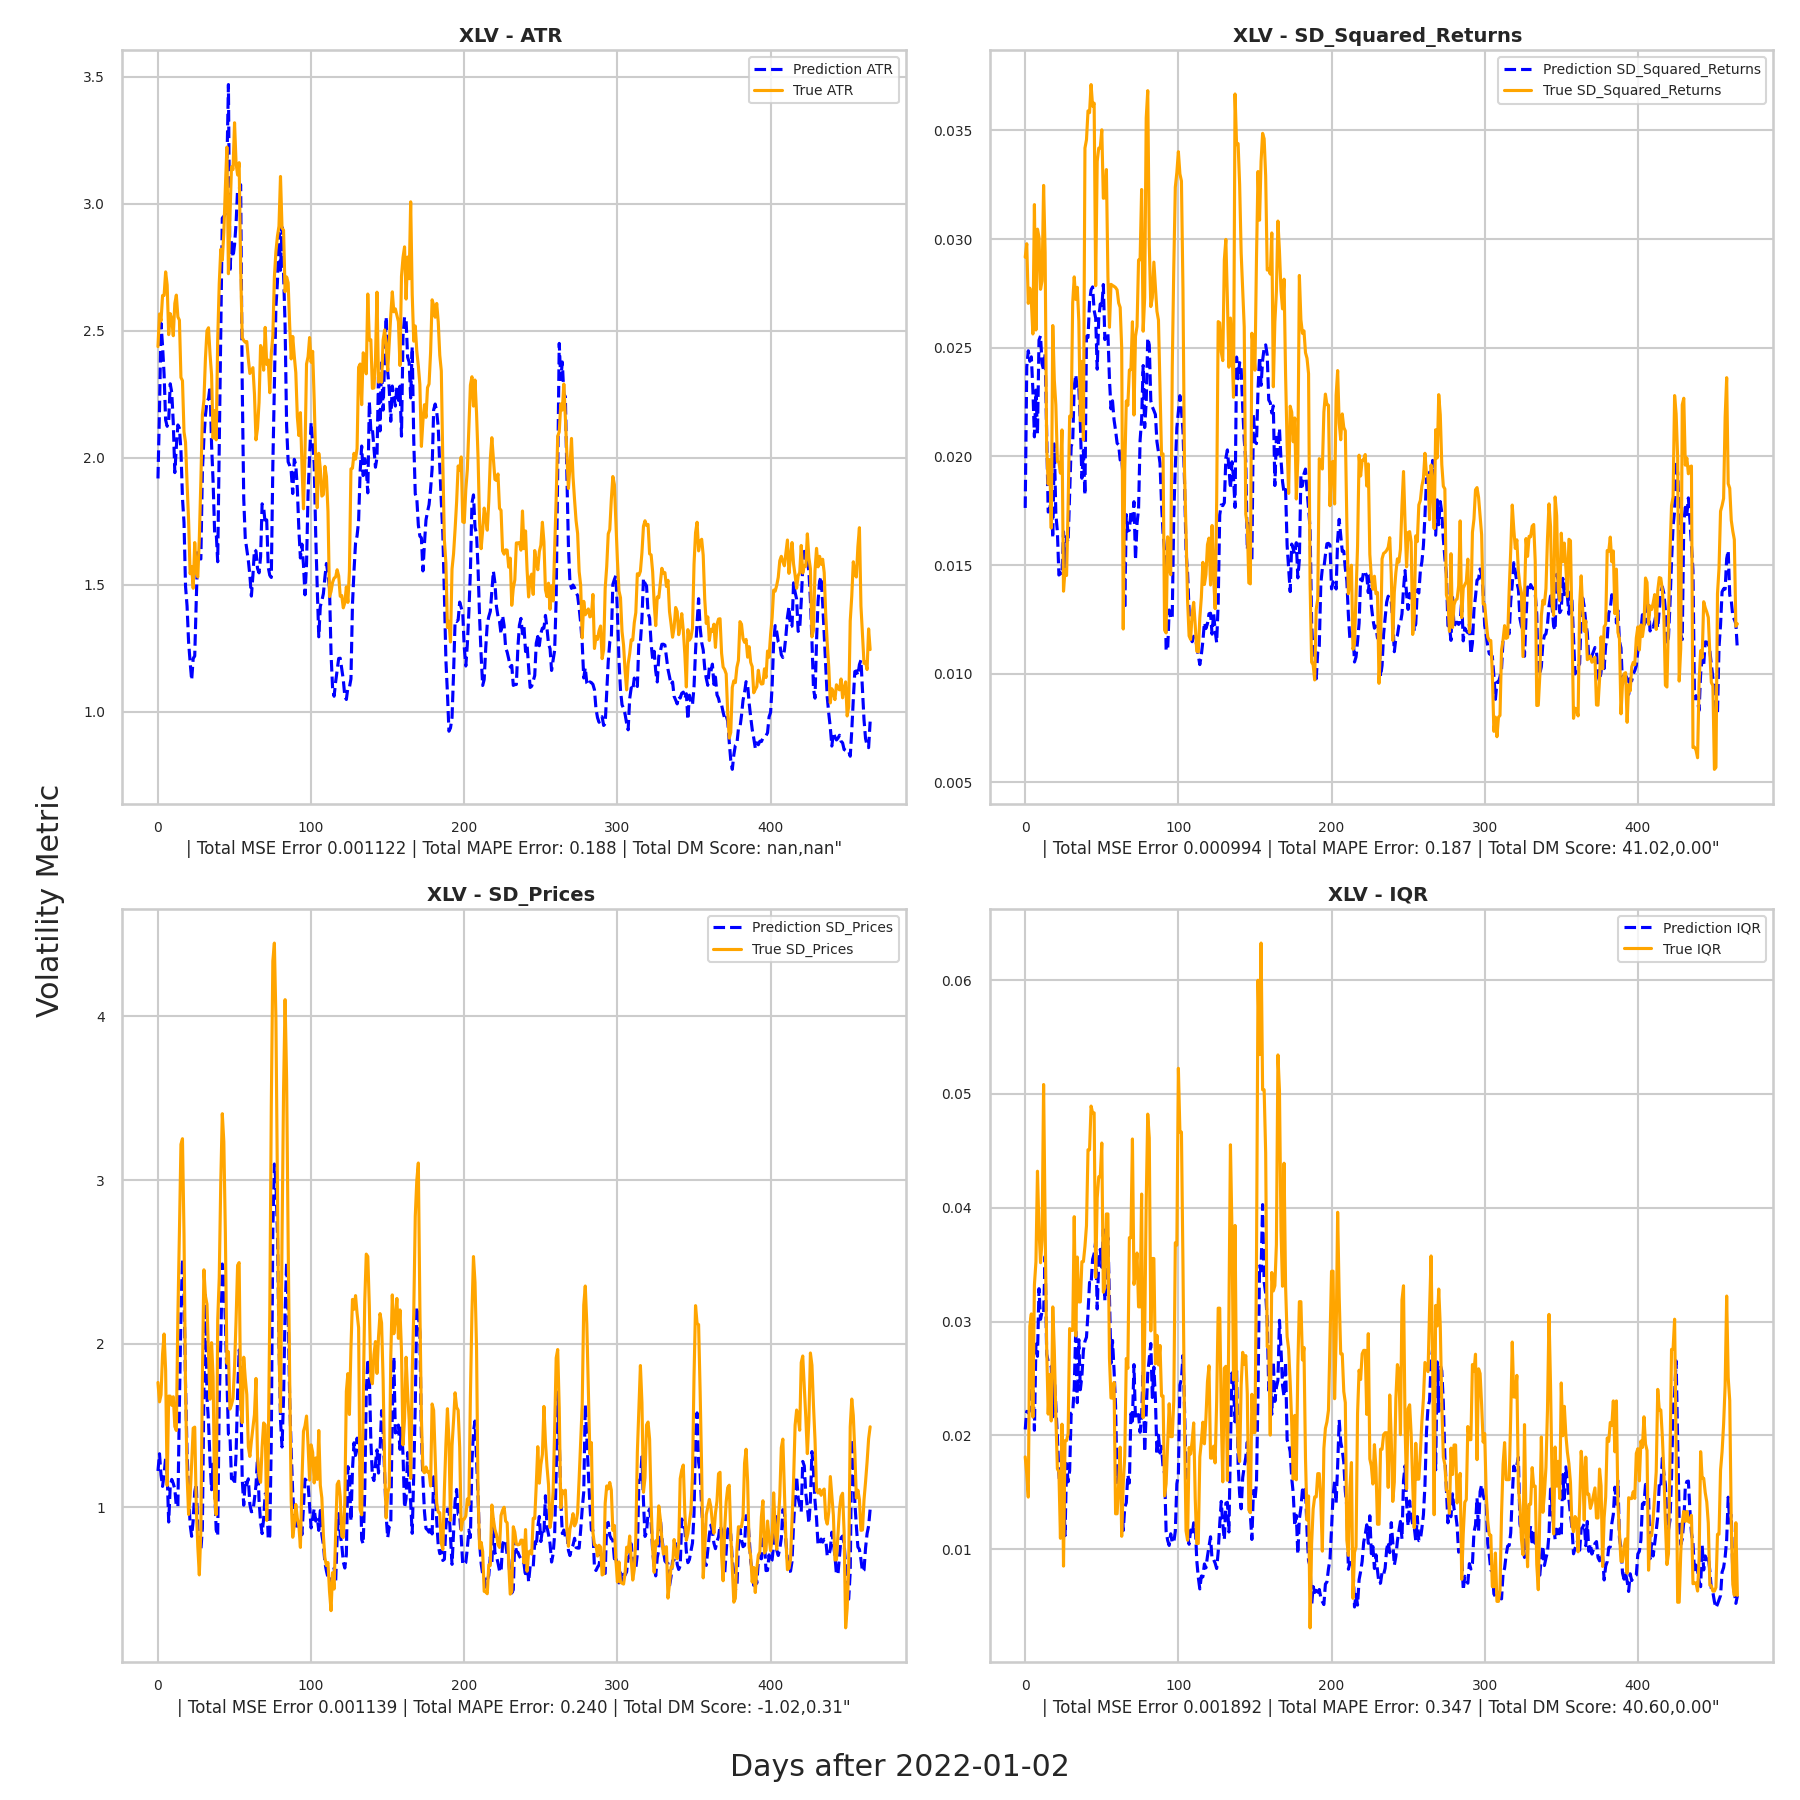 XLV - ATR
Prediction ATR
True ATR
3.5
3.0
2.5
2.0
1.5
1.0
0
100
200
300
400
| Total MSE Error 0.001122 | Total MAPE Error: 0.188 | Total DM Score: nan,nan"
XLV - SD_Squared_Returns
Prediction SD_Squared_Returns
True SD_Squared_Returns
0.035
0.030
0.025
0.020
0.015
0.010
0.005
0
100
200
300
400
| Total MSE Error 0.000994 | Total MAPE Error: 0.187 | Total DM Score: 41.02,0.00"
Volatility Metric
XLV - SD_Prices
Prediction SD_Prices
True SD_Prices
4
3
2
1
0
100
200
300
400
| Total MSE Error 0.001139 | Total MAPE Error: 0.240 | Total DM Score: -1.02,0.31"
XLV - IQR
Prediction IQR
True IQR
0.06
0.05
0.04
0.03
0.02
0.01
0
100
200
300
400
| Total MSE Error 0.001892 | Total MAPE Error: 0.347 | Total DM Score: 40.60,0.00"
Days after 2022-01-02